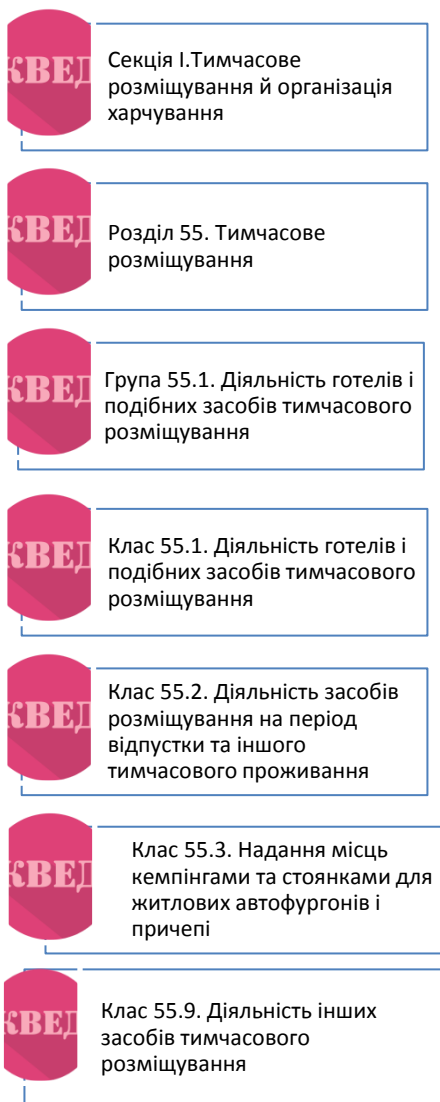 КВЕД
Секція I.Тимчасове
розміщування й організація
харчування
КВЕД
Розділ 55. Тимчасове
розміщування
КВЕД
Група 55.1. Діяльність готелів і
подібних засобів тимчасового
розміщування
КВЕД
Клас 55.1. Діяльність готелів і
подібних засобів тимчасового
розміщування
КВЕД
Клас 55.2. Діяльність засобів
розміщування на період
відпустки та іншого
тимчасового проживання
КВЕД
Клас 55.3. Надання місць
кемпінгами та стоянками для
житлових автофургонів і
причепі
КВЕД
Клас 55.9. Діяльність інших
засобів тимчасового
розміщування